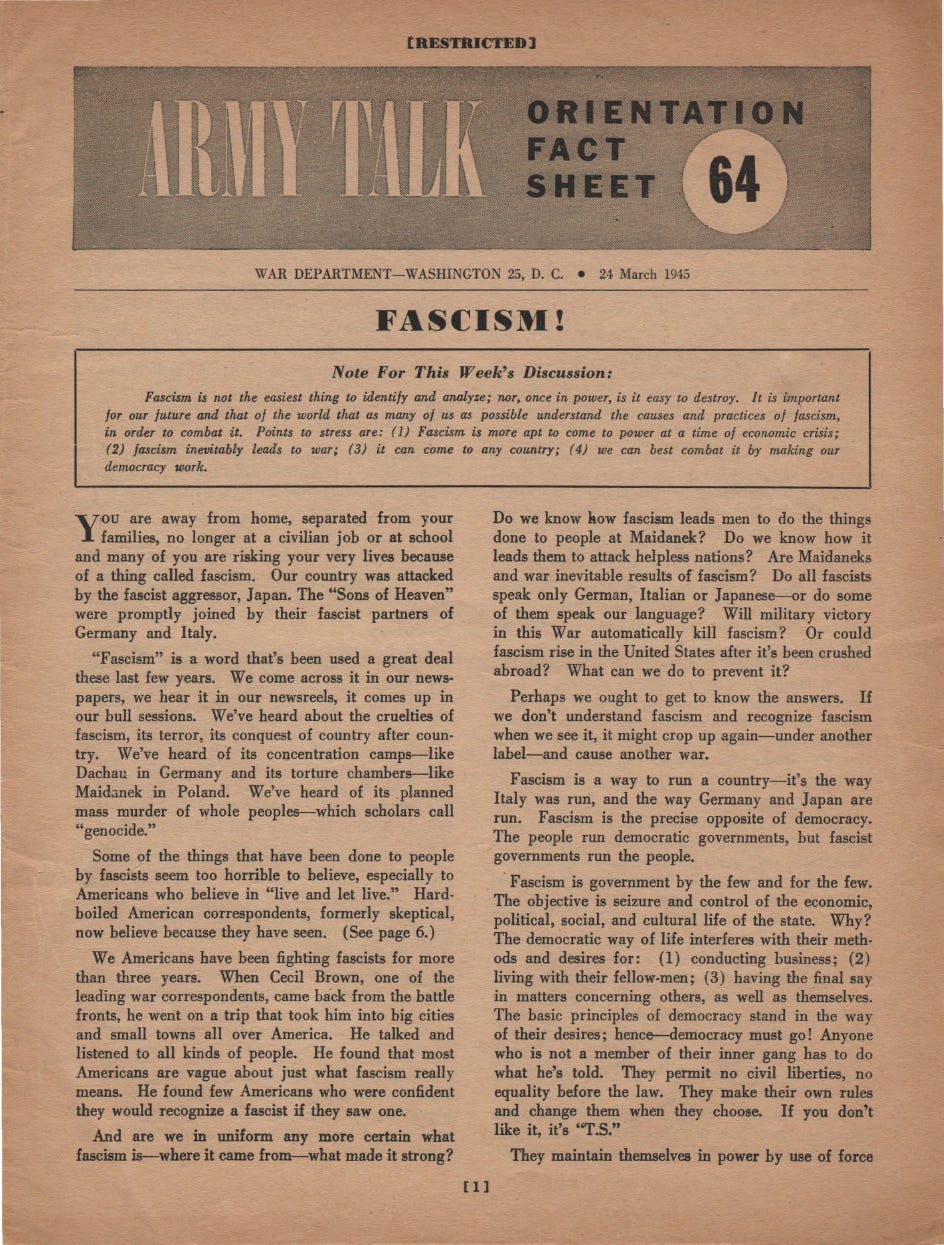 [RESTRICTED]
ARMY TALK
ORIENTATION
FACT
SHEET
64
WAR DEPARTMENT—WASHINGTON 25, D. C. • 24 March 1945
FASCISM!
Note For This Week's Discussion:
Fascism is not the easiest thing to identify and analyze; nor, once in power, is it easy to destroy. It is important
for our future and that of the world that as many of us as possible understand the causes and practices of fascism,
in order to combat it. Points to stress are: (1) Fascism is more apt to come to power at a time of economic crisis;
(2) fascism inevitably leads to war; (3) it can come to any country; (4) we can best combat it by making our
democracy work.
YOU are away from home, separated from your
families, no longer at a civilian job or at school
and many of you are risking your very lives because
of a thing called fascism. Our country was attacked
by the fascist aggressor, Japan. The "Sons of Heaven"
were promptly joined by their fascist partners of
Germany and Italy.
"Fascism" is a word that's been used a great deal
these last few years. We come across it in our news-
papers, we hear it in our newsreels, it comes up in
our bull sessions. We've heard about the cruelties of
fascism, its terror, its conquest of country after coun-
try. We've heard of its concentration camps—like
Dachau in Germany and its torture chambers—like
Maidanek in Poland. We've heard of its planned
mass murder of whole peoples—which scholars call
"genocide."
Some of the things that have been done to people
by fascists seem too horrible to believe, especially to
Americans who believe in "live and let live." Hard-
boiled American correspondents, formerly skeptical,
now believe because they have seen. (See page 6.)
We Americans have been fighting fascists for more
than three years. When Cecil Brown, one of the
leading war correspondents, came back from the battle
fronts, he went on a trip that took him into big cities
and small towns all over America. He talked and
listened to all kinds of people. He found that most
Americans are vague about just what fascism really
means. He found few Americans who were confident
they would recognize a fascist if they saw one.
And are we in uniform any more certain what
fascism is—where it came from—what made it strong?
Do we know how fascism leads men to do the things
done to people at Maidanek? Do we know how it
leads them to attack helpless nations? Are Maidaneks
and war inevitable results of fascism? Do all fascists
speak only German, Italian or Japanese—or do some
of them speak our language? Will military victory
in this War automatically kill fascism? Or could
fascism rise in the United States after it's been crushed
abroad? What can we do to prevent it?
Perhaps we ought to get to know the answers. If
we don't understand fascism and recognize fascism
when we see it, it might crop up again—under another
label—and cause another war.
Fascism is a way to run a country—it's the way
Italy was run, and the way Germany and Japan are
run. Fascism is the precise opposite of democracy.
The people run democratic governments, but fascist
governments run the people.
Fascism is government by the few and for the few.
The objective is seizure and control of the economic,
political, social, and cultural life of the state. Why?
The democratic way of life interferes with their meth-
ods and desires for: (1) conducting business; (2)
living with their fellow-men; (3) having the final say
in matters concerning others, as well as themselves.
The basic principles of democracy stand in the way
of their desires; hence—democracy must go! Anyone
who is not a member of their inner gang has to do
what he's told. They permit no civil liberties, no
equality before the law. They make their own rules
and change them when they choose. If you don't
like it, it's "T.S."
They maintain themselves in power by use of force
[1]